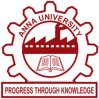 ANNA UNIVERSITY
PROGRESS THROUGH KNOWLEDGE